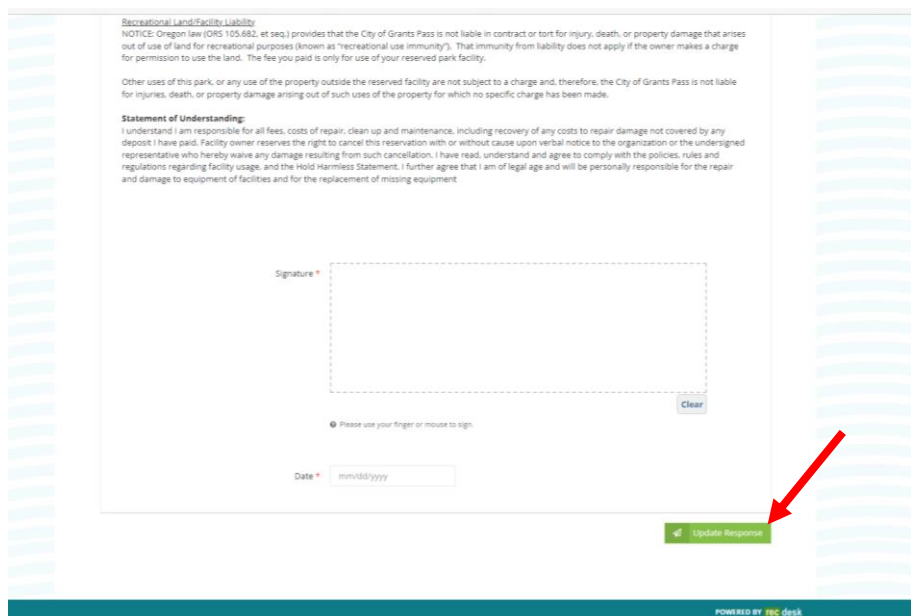 Recreational Land/Facility Liability
NOTICE: Oregon law (ORS 105.682, et seq.) provides that the City of Grants Pass is not liable in contract or tort for injury, death, or property damage that arises
out of use of land for recreational purposes (known as "recreational use immunity"). That immunity from liability does not apply if the owner makes a charge
for permission to use the land. The fee you paid is only for use of your reserved park facility.
Other uses of this park, or any use of the property outside the reserved facility are not subject to a charge and, therefore, the City of Grants Pass is not liable
for injuries, death, or property damage arising out of such uses of the property for which no specific charge has been made.
Statement of Understanding:
I understand I am responsible for all fees, costs of repair, clean up and maintenance, including recovery of any costs to repair damage not covered by any
deposit I have paid. Facility owner reserves the right to cancel this reservation with or without cause upon verbal notice to the organization or the undersigned
representative who hereby waive any damage resulting from such cancellation. I have read, understand and agree to comply with the policies, rules and
regulations regarding facility usage, and the Hold Harmless Statement. I further agree that I am of legal age and will be personally responsible for the repair
and damage to equipment of facilities and for the replacement of missing equipment
Signature *
Clear
Please use your finger or mouse to sign.
Date * mm/dd/yyyy
Update Response
POWERED BY rec desk